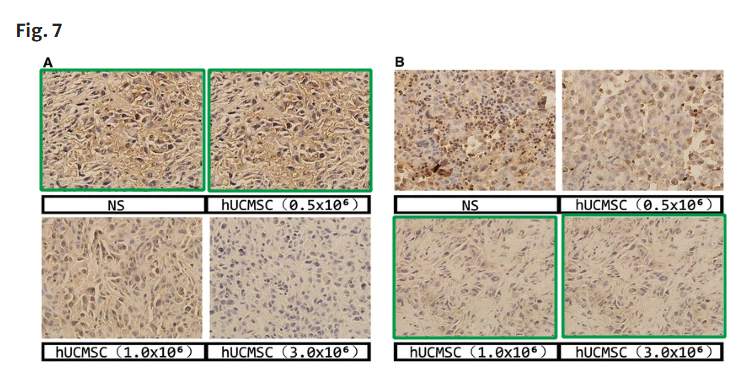 Fig. 7
A
B
NS
hUCMSC (0.5x10⁶)
NS
hUCMSC (0.5x10⁶)
hUCMSC (1.0x10⁶)
hUCMSC (3.0x10⁶)
hUCMSC (1.0x10⁶)
hUCMSC (3.0x10⁶)